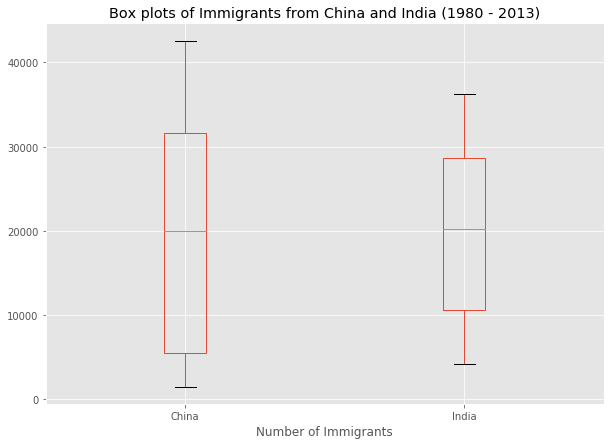 Box plots of Immigrants from China and India (1980 - 2013)
40000
30000
20000
10000
0
China India
Number of Immigrants